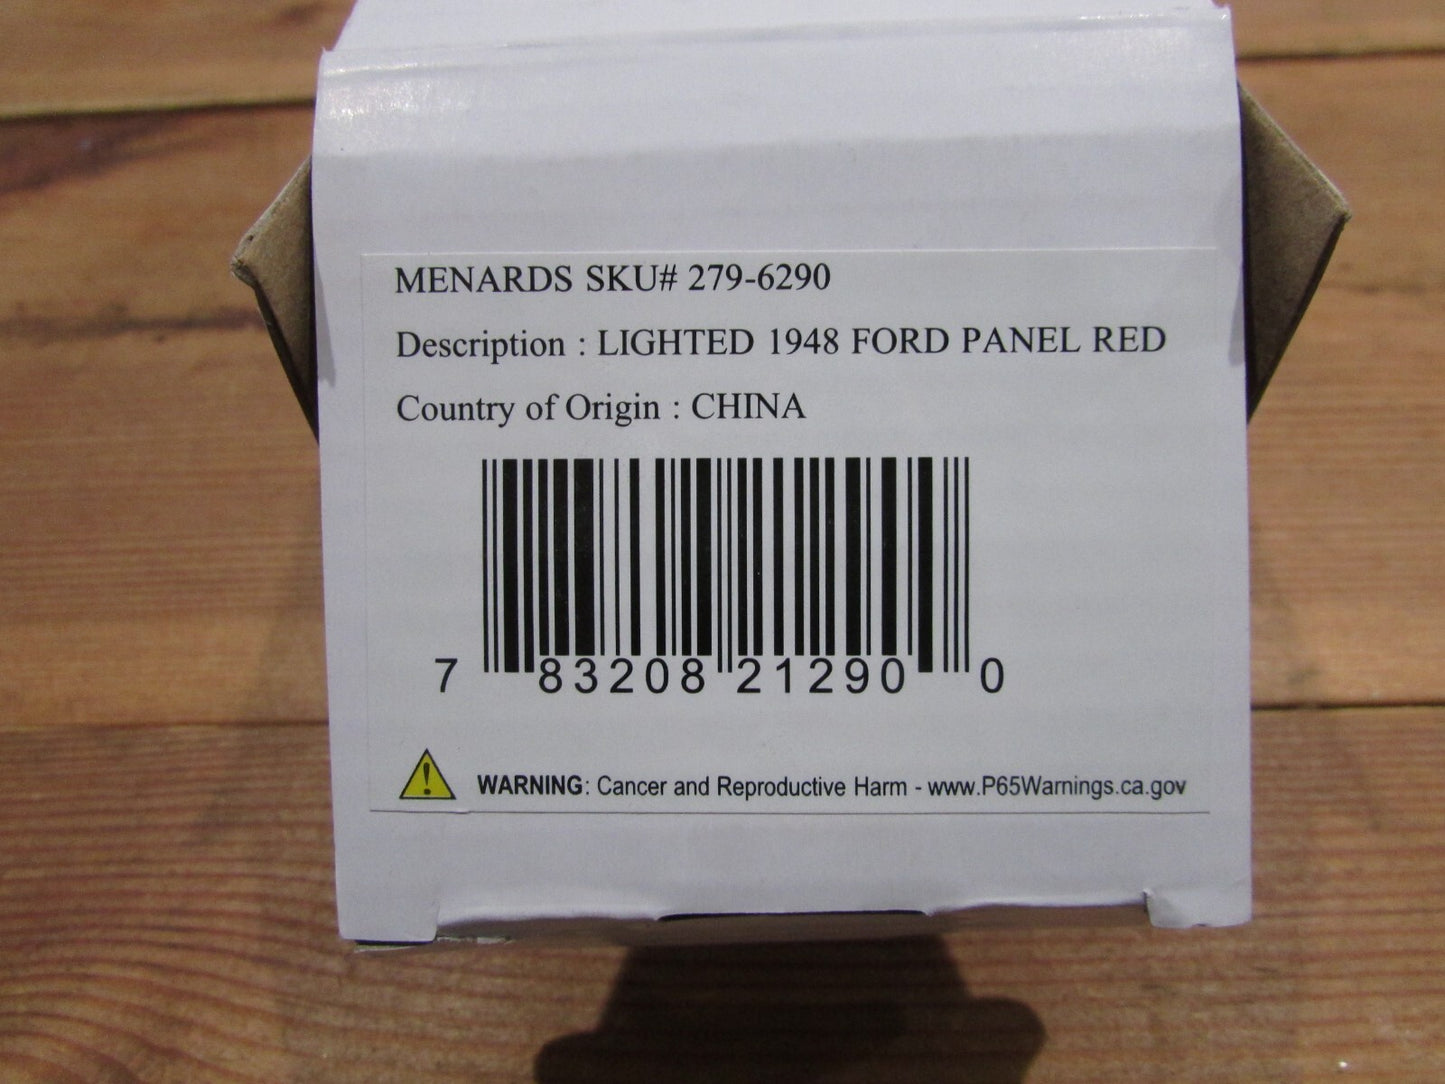 MENARDS SKU# 279-6290
Description : LIGHTED 1948 FORD PANEL RED
Country of Origin : CHINA
7 83208 21290 0
WARNING: Cancer and Reproductive Harm - www.P65Warnings.ca.gov